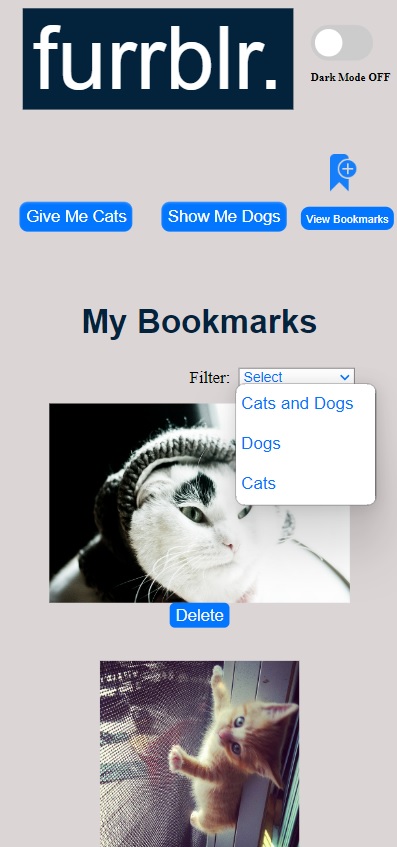 furrblr.
Dark Mode OFF
Give Me Cats
Show Me Dogs
View Bookmarks
My Bookmarks
Filter:
Select
Cats and Dogs
Dogs
Cats
Delete